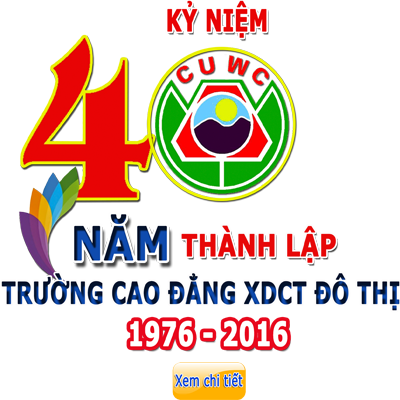 KỶ NIỆM
40
CUWC
NĂM THÀNH LẬP
TRƯỜNG CAO ĐẲNG XDCT ĐÔ THỊ
1976 - 2016
Xem chi tiết